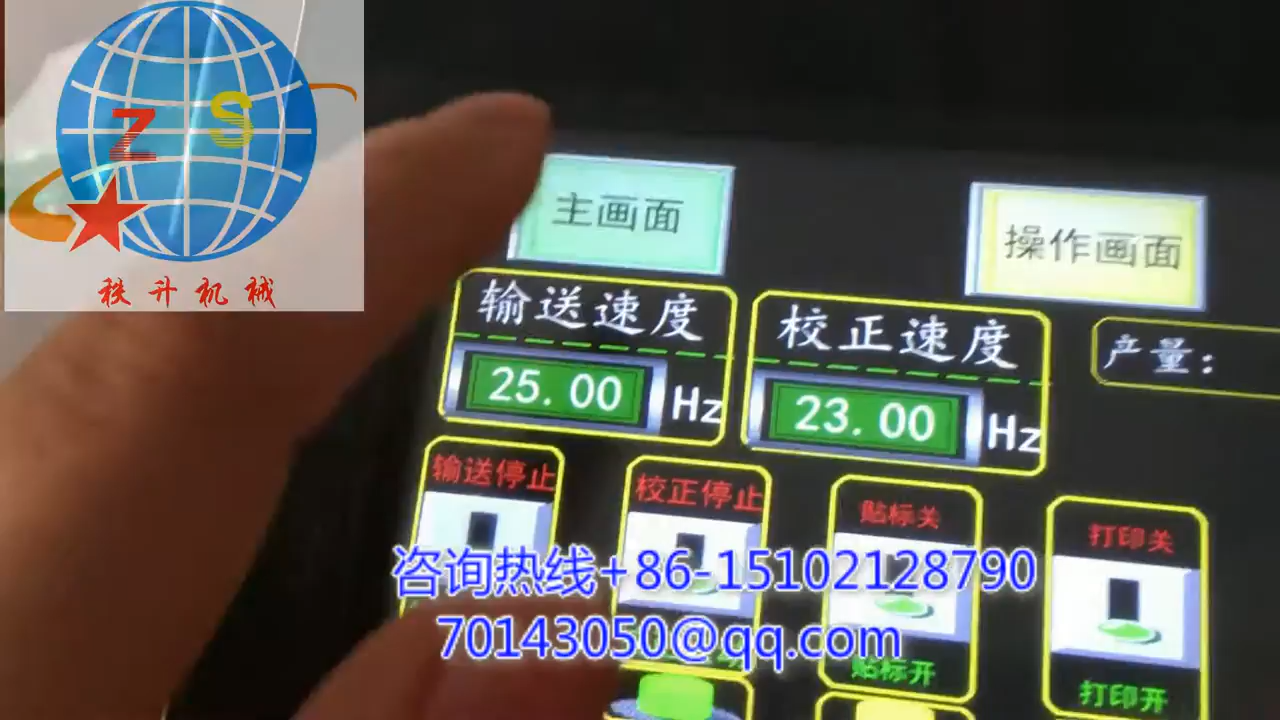 Z S
秩升机械
主画面
操作画面
输送速度
25.00 Hz
校正速度
23.00 Hz
产量:
输送停止
校正停止
贴标关
打印关
咨询热线+86-15102128790
70143050@qq.com
贴标开
打印开